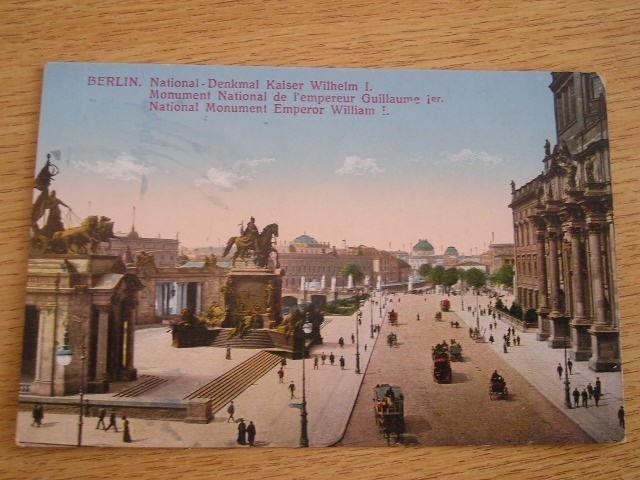 BERLIN. National-Denkmal Kaiser Wilhelm I.
Monument National de l'empereur Guillaume ier.
National Monument Emperor William I.